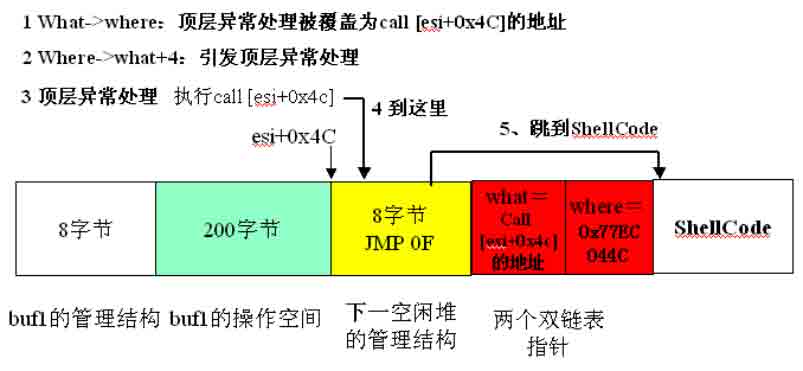 1 What->where：顶层异常处理被覆盖为call [esi+0x4C]的地址
2 Where->what+4：引发顶层异常处理
3 顶层异常处理 执行call [esi+0x4c]
4 到这里
esi+0x4C
5、跳到ShellCode
8字节
200字节
8字节
JMP 0F
what＝
Call
[esi+0x4c]
的地址
where＝
0x77EC
044C
ShellCode
buf1的管理结构
buf1的操作空间
下一空闲堆
的管理结构
两个双链表
指针